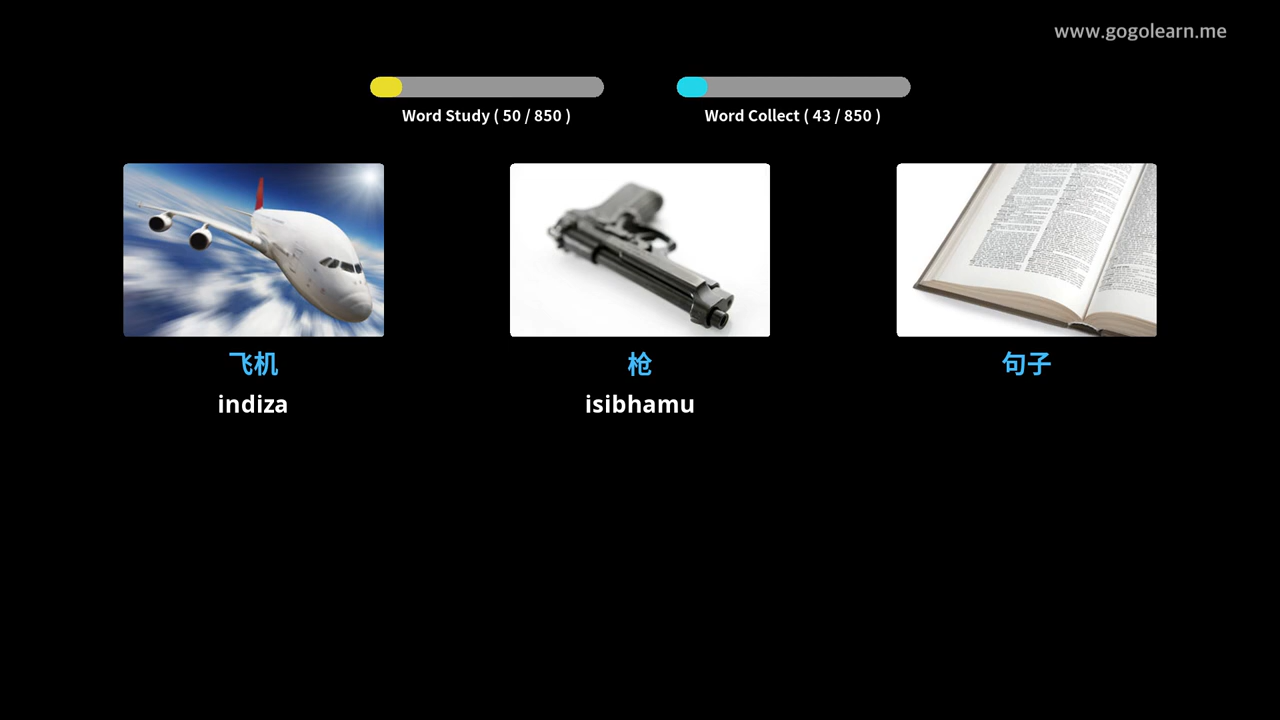 www.gogolearn.me
Word Study ( 50 / 850 )
Word Collect ( 43 / 850 )
飞机
indiza
枪
isibhamu
句子